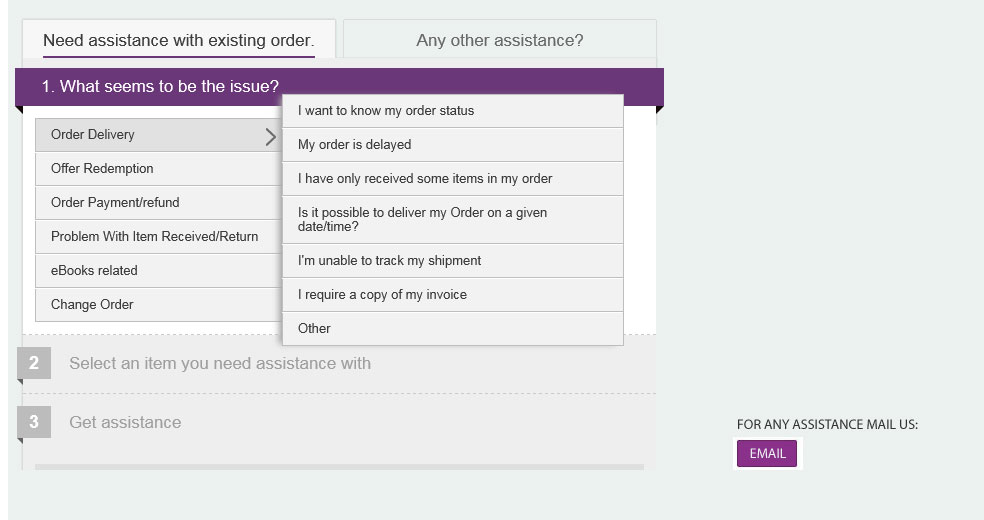 Need assistance with existing order.
Any other assistance?
1. What seems to be the issue?
Order Delivery
Offer Redemption
Order Payment/refund
Problem With Item Received/Return
eBooks related
Change Order
I want to know my order status
My order is delayed
I have only received some items in my order
Is it possible to deliver my Order on a given
date/time?
I'm unable to track my shipment
I require a copy of my invoice
Other
2 Select an item you need assistance with
3 Get assistance
FOR ANY ASSISTANCE MAIL US:
EMAIL